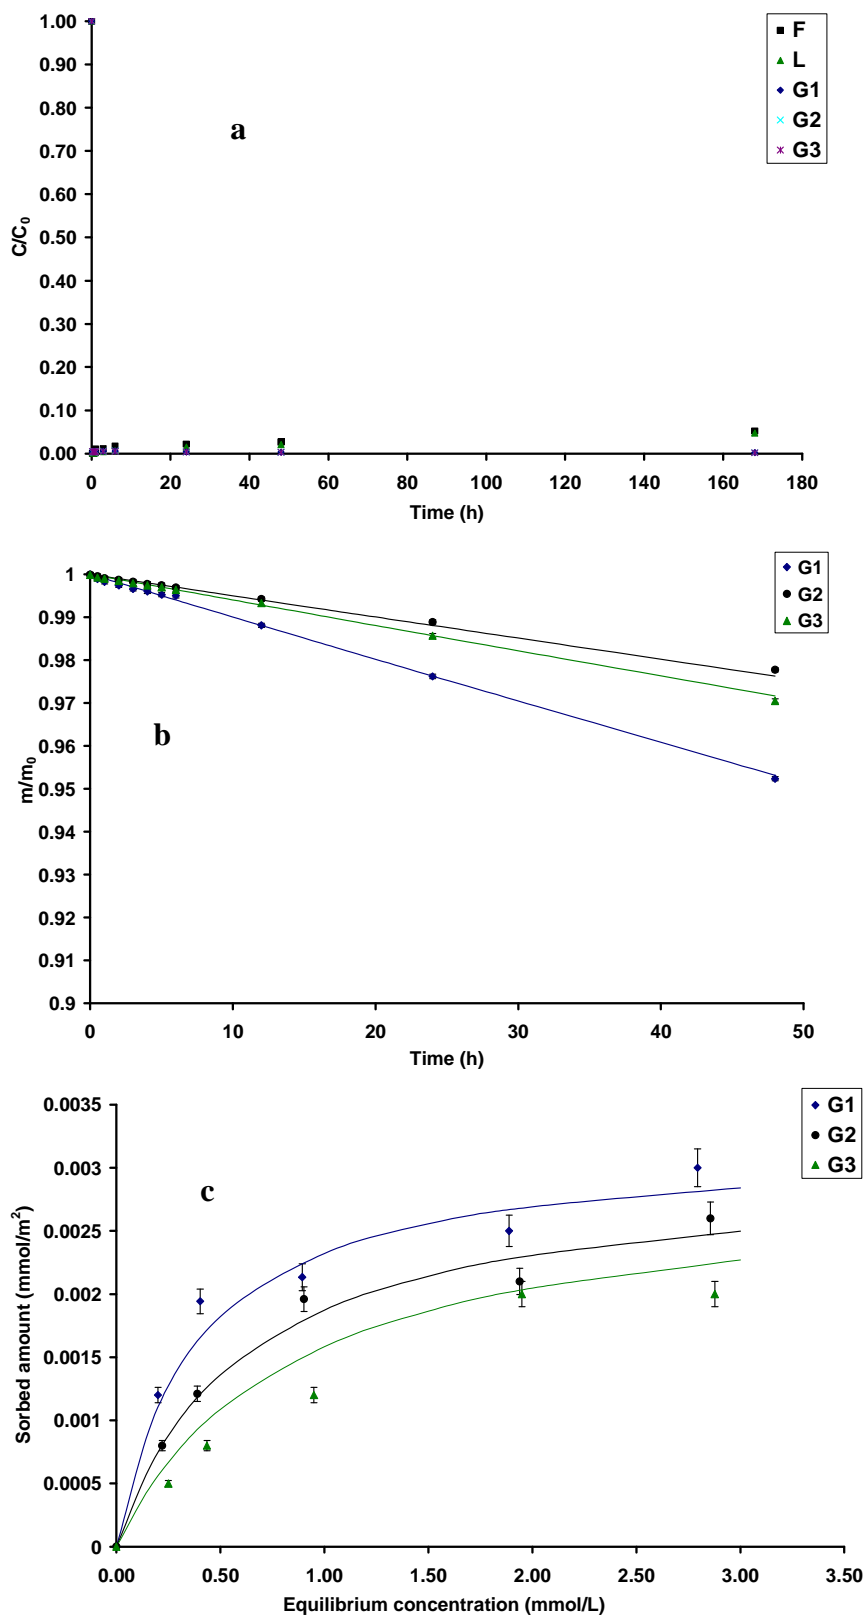 1.00
0.90
0.80
0.70
0.60
0.50
0.40
0.30
0.20
0.10
0.00
C/C0
a
F
L
G1
G2
G3
0 20 40 60 80 100 120 140 160 180
Time (h)
1
0.99
0.98
0.97
0.96
0.95
0.94
0.93
0.92
0.91
0.9
m/m0
b
G1
G2
G3
0 10 20 30 40 50
Time (h)
0.0035
0.003
0.0025
0.002
0.0015
0.001
0.0005
0
Sorbed amount (mmol/m²)
c
G1
G2
G3
0.00 0.50 1.00 1.50 2.00 2.50 3.00 3.50
Equilibrium concentration (mmol/L)